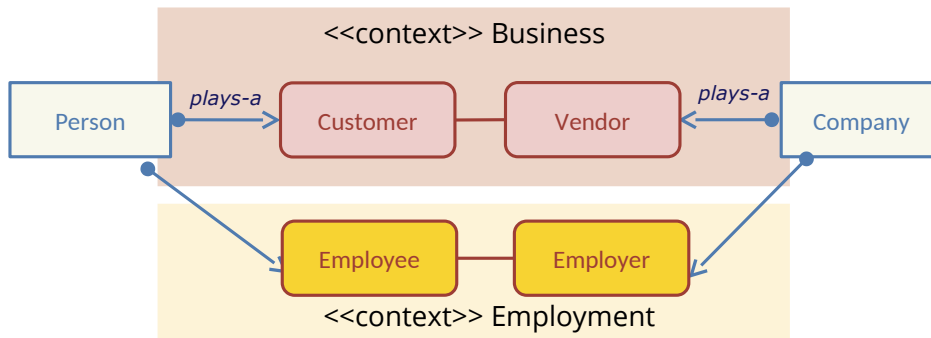 <<context>> Business
plays-a
plays-a
Person
Customer
Vendor
Company
Employee
Employer
<<context>> Employment